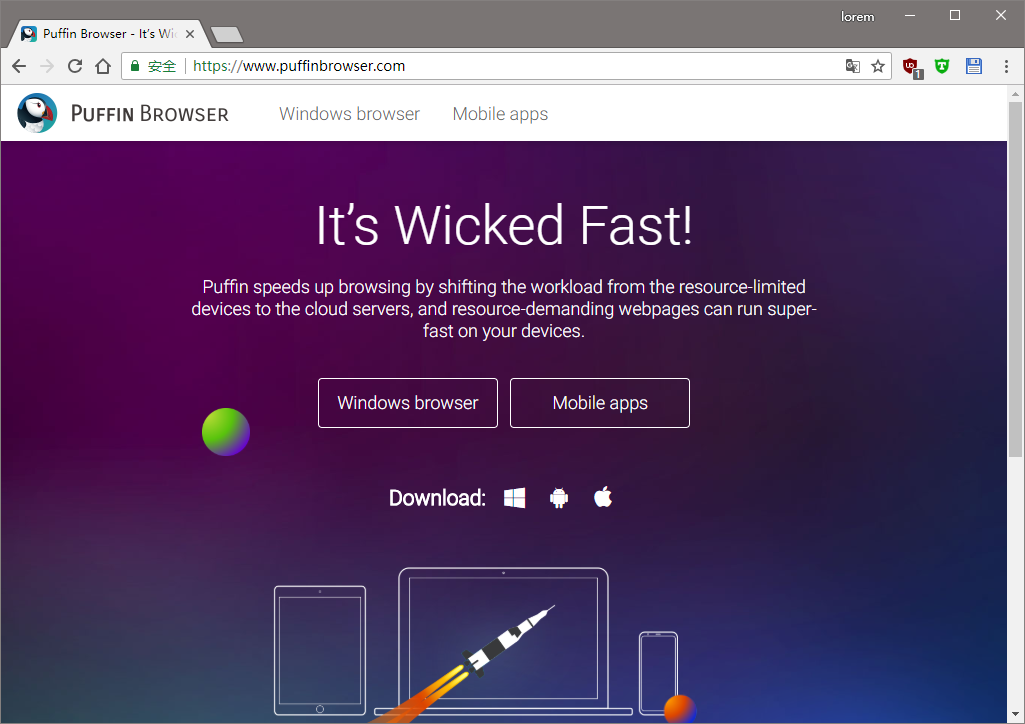 lorem
Puffin Browser - It's Wi
安全 https://www.puffinbrowser.com
1
PUFFIN BROWSER Windows browser Mobile apps
It’s Wicked Fast!
Puffin speeds up browsing by shifting the workload from the resource-limited
devices to the cloud servers, and resource-demanding webpages can run super-
fast on your devices.
Windows browser Mobile apps
Download: